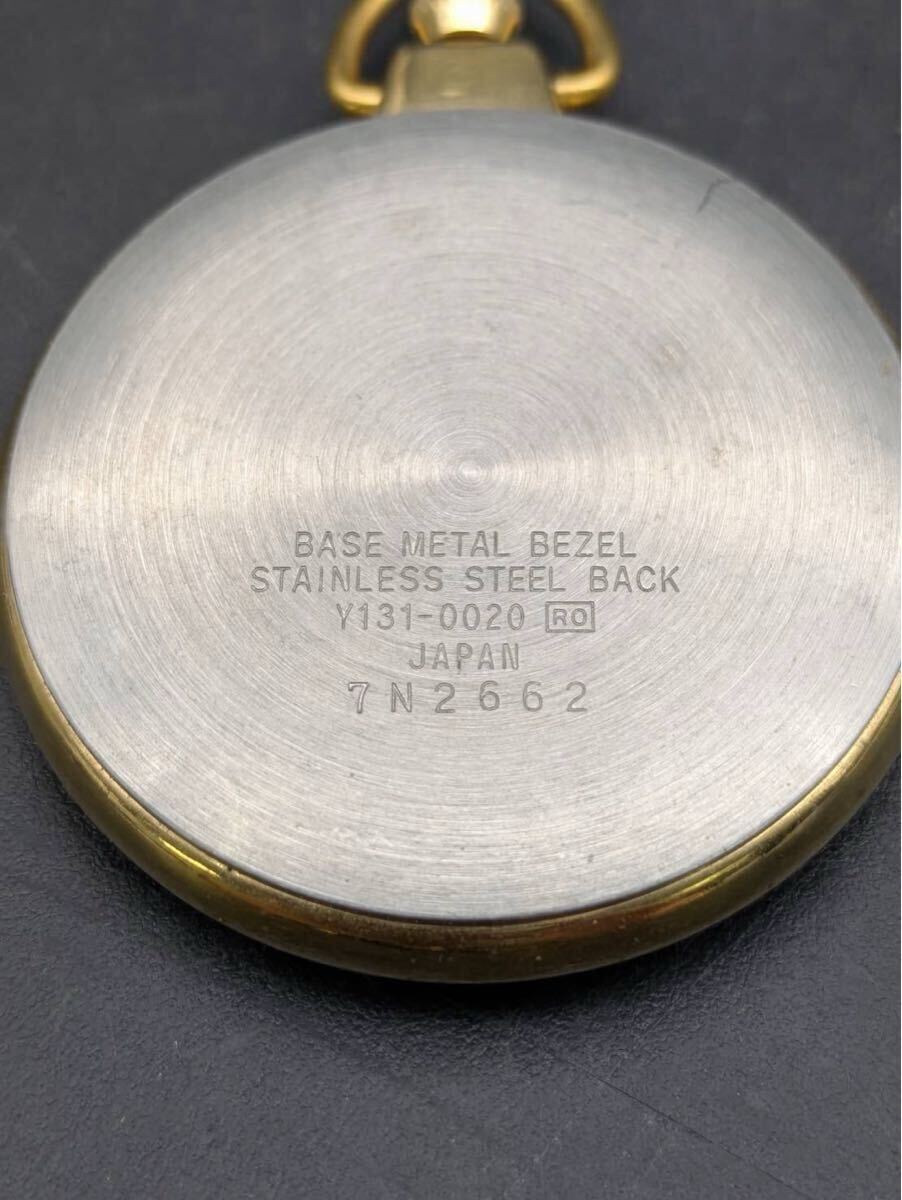 BASE METAL BEZEL
STAINLESS STEEL BACK
Y131-0020 RO
JAPAN
7N2662